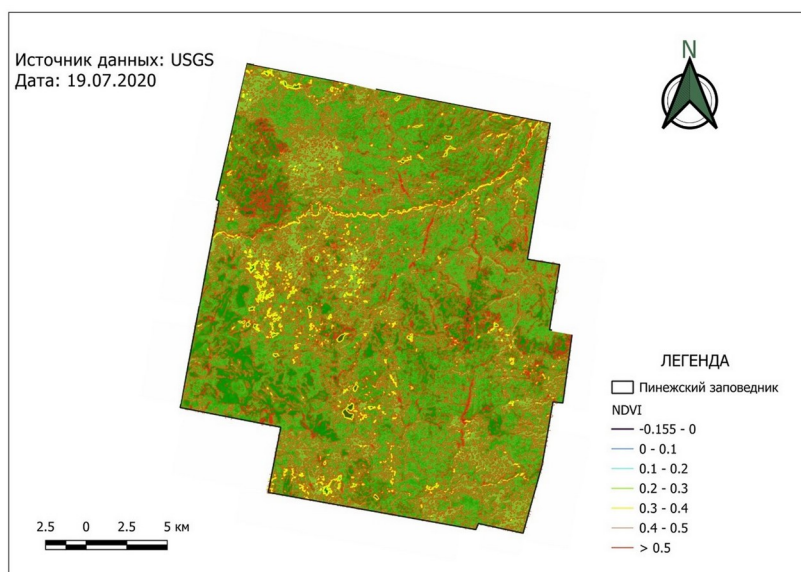 Источник данных: USGS
Дата: 19.07.2020
N
ЛЕГЕНДА
Пинежский заповедник
NDVI
-0.155 - 0
0 - 0.1
0.1 - 0.2
0.2 - 0.3
0.3 - 0.4
0.4 - 0.5
> 0.5
2.5 0 2.5 5 км